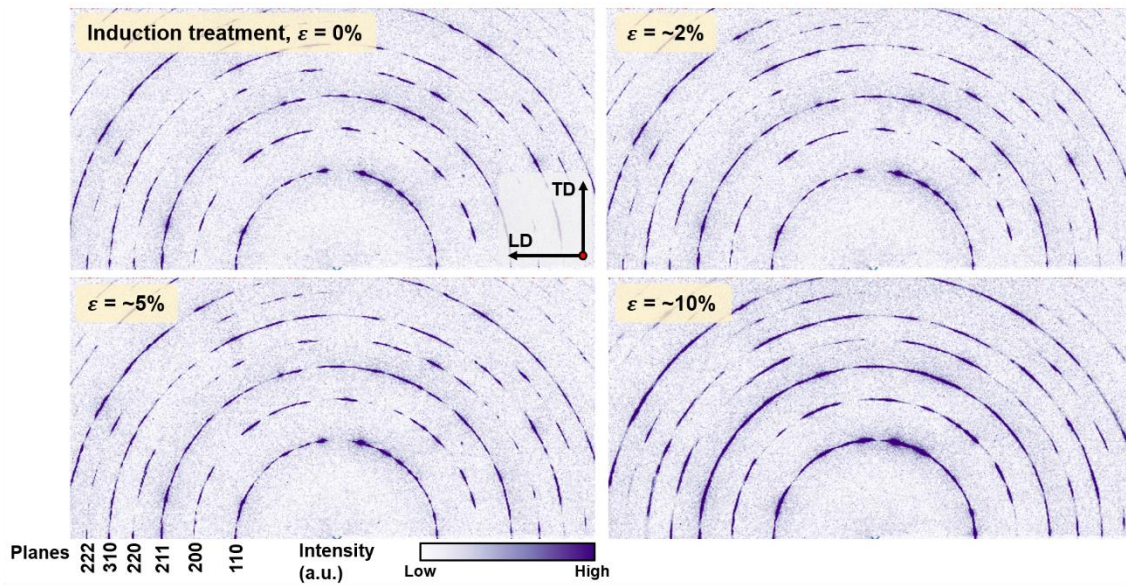 Induction treatment, ε = 0%
ε = ~2%
TD
LD
ε = ~5%
ε = ~10%
Planes 222 310 220 211 200 110
Intensity
(a.u.)
Low High